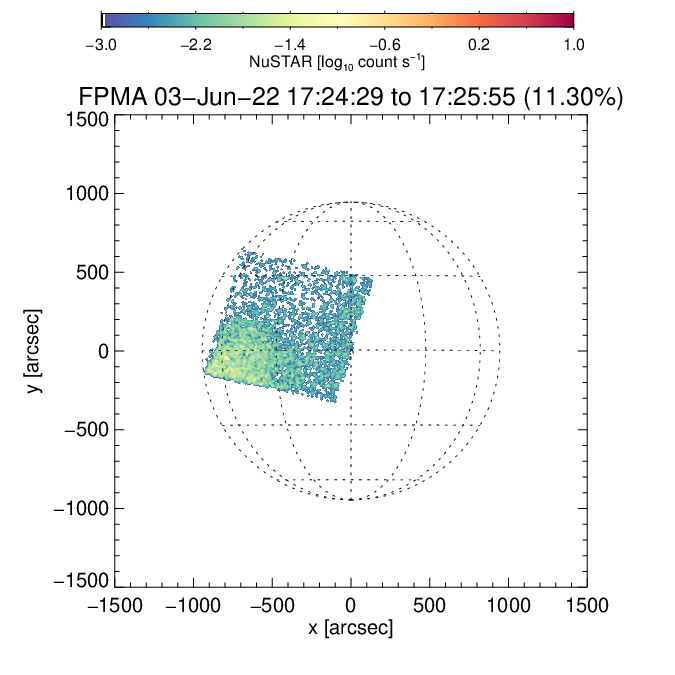 −3.0 −2.2 −1.4 −0.6 0.2 1.0
NuSTAR [log₁₀ count s⁻¹]
FPMA 03−Jun−22 17:24:29 to 17:25:55 (11.30%)
1500
1000
500
0
−500
−1000
−1500
y [arcsec]
−1500 −1000 −500 0 500 1000 1500
x [arcsec]